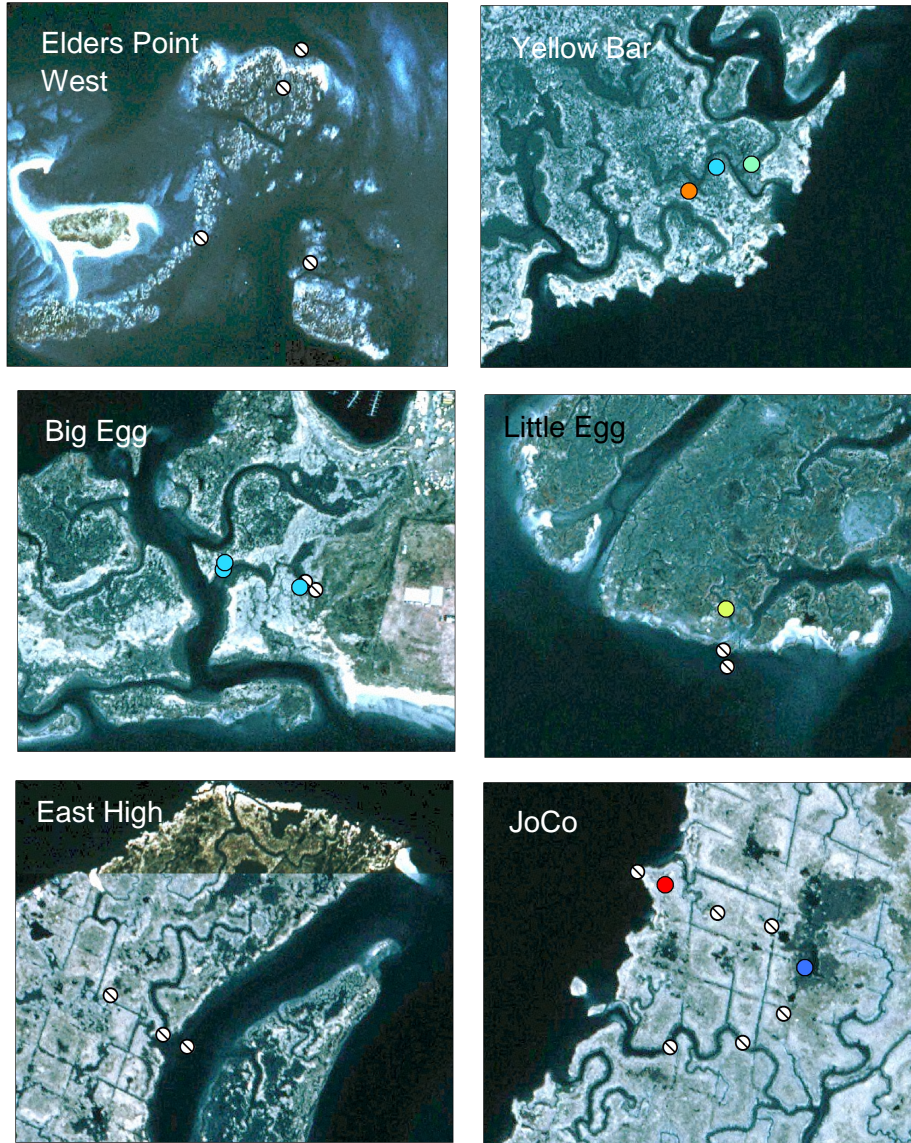 Elders Point
West
Yellow Bar
Big Egg
Little Egg
East High
JoCo